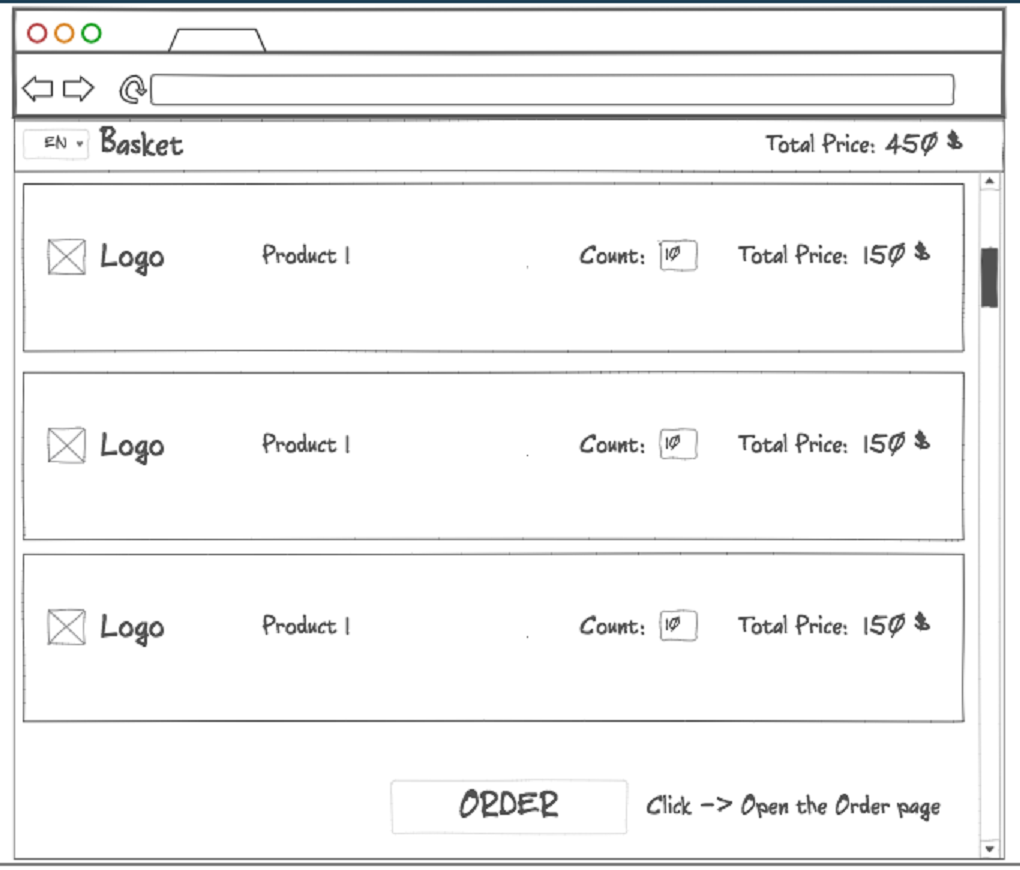 EN Basket Total Price: 450 $
Logo Product 1 Count: 10 Total Price: 150 $
Logo Product 1 Count: 10 Total Price: 150 $
Logo Product 1 Count: 10 Total Price: 150 $
ORDER Click -> Open the Order page